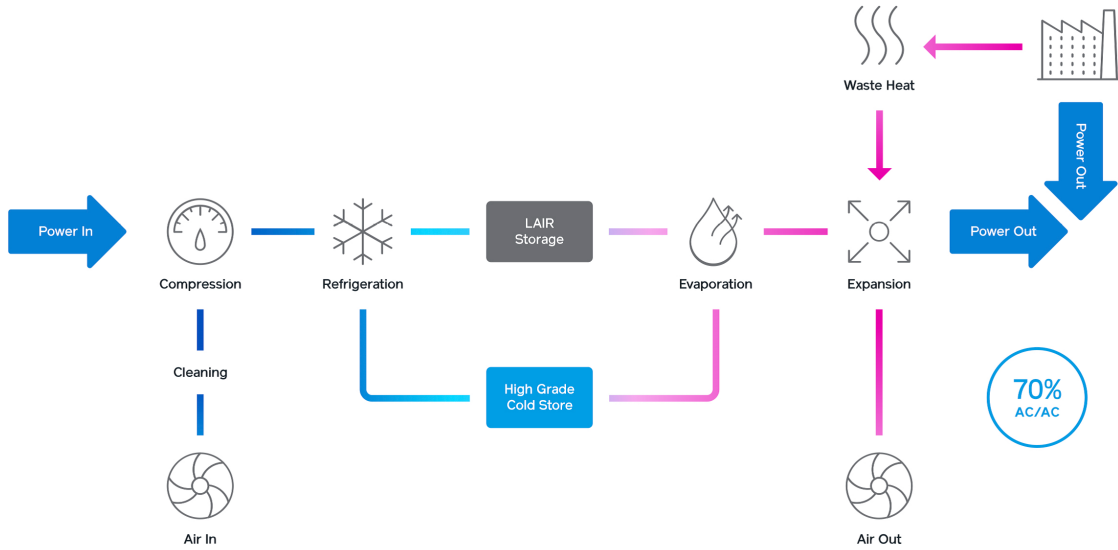 Waste Heat
Power Out
Power In
LAIR
Storage
Power Out
Compression
Refrigeration
Evaporation
Expansion
Cleaning
High Grade
Cold Store
70%
AC/AC
Air In
Air Out